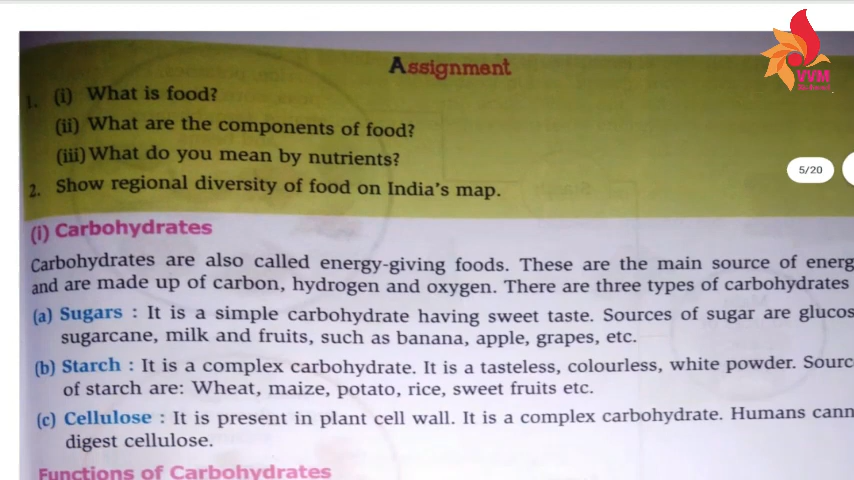 Assignment
1. (i) What is food?
(ii) What are the components of food?
(iii) What do you mean by nutrients?
2. Show regional diversity of food on India's map.
(i) Carbohydrates
Carbohydrates are also called energy-giving foods. These are the main source of energ
and are made up of carbon, hydrogen and oxygen. There are three types of carbohydrates
(a) Sugars : It is a simple carbohydrate having sweet taste. Sources of sugar are glucos
sugarcane, milk and fruits, such as banana, apple, grapes, etc.
(b) Starch : It is a complex carbohydrate. It is a tasteless, colourless, white powder. Sourc
of starch are: Wheat, maize, potato, rice, sweet fruits etc.
(c) Cellulose : It is present in plant cell wall. It is a complex carbohydrate. Humans cann
digest cellulose.
Functions of Carbohydrates
5/20
VVM